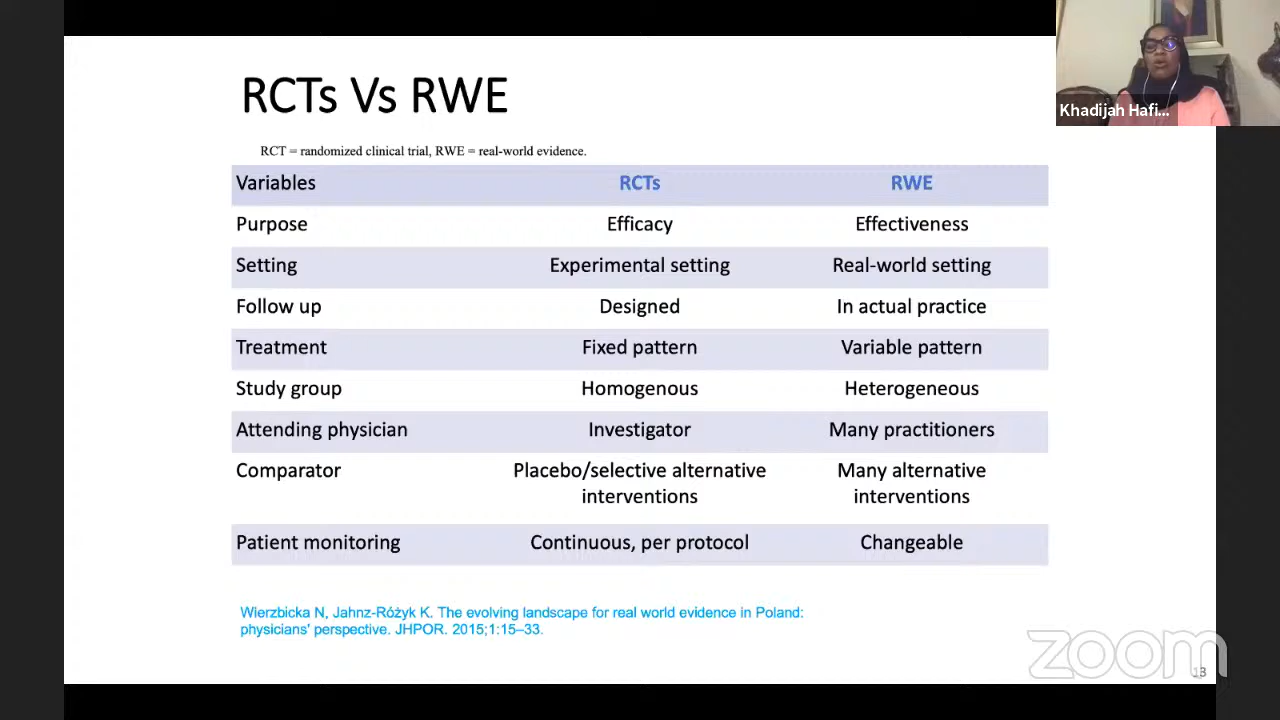 RCTs Vs RWE
Khadijah Hafi...
RCT = randomized clinical trial, RWE = real-world evidence.
Variables RCTs RWE
Purpose Efficacy Effectiveness
Setting Experimental setting Real-world setting
Follow up Designed In actual practice
Treatment Fixed pattern Variable pattern
Study group Homogenous Heterogeneous
Attending physician Investigator Many practitioners
Comparator Placebo/selective alternative Many alternative
interventions interventions
Patient monitoring Continuous, per protocol Changeable
Wierzbicka N, Jahnz-Różyk K. The evolving landscape for real world evidence in Poland:
physicians' perspective. JHPOR. 2015;1:15–33.
zoom
13